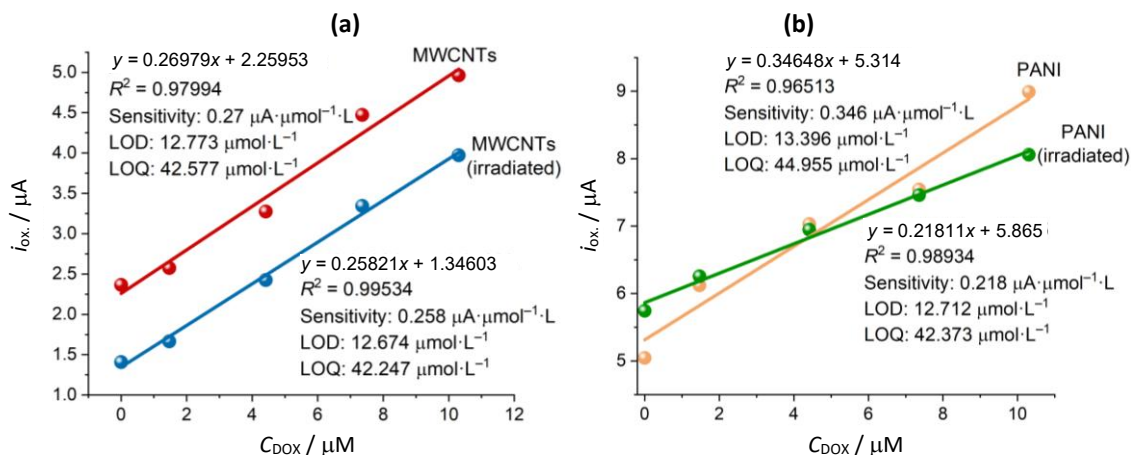 (a)
y = 0.26979x + 2.25953
R² = 0.97994
Sensitivity: 0.27 μA·μmol⁻¹·L
LOD: 12.773 μmol·L⁻¹
LOQ: 42.577 μmol·L⁻¹
MWCNTs
MWCNTs
(irradiated)
y = 0.25821x + 1.34603
R² = 0.99534
Sensitivity: 0.258 μA·μmol⁻¹·L
LOD: 12.674 μmol·L⁻¹
LOQ: 42.247 μmol·L⁻¹
5.0
4.5
4.0
3.5
3.0
2.5
2.0
1.5
1.0
iox. / μA
0 2 4 6 8 10 12
CDOX / μM
(b)
y = 0.34648x + 5.314
R² = 0.96513
Sensitivity: 0.346 μA·μmol⁻¹·L
LOD: 13.396 μmol·L⁻¹
LOQ: 44.955 μmol·L⁻¹
PANI
PANI
(irradiated)
y = 0.21811x + 5.865
R² = 0.98934
Sensitivity: 0.218 μA·μmol⁻¹·L
LOD: 12.712 μmol·L⁻¹
LOQ: 42.373 μmol·L⁻¹
9
8
7
6
5
iox. / μA
0 2 4 6 8 10
CDOX / μM